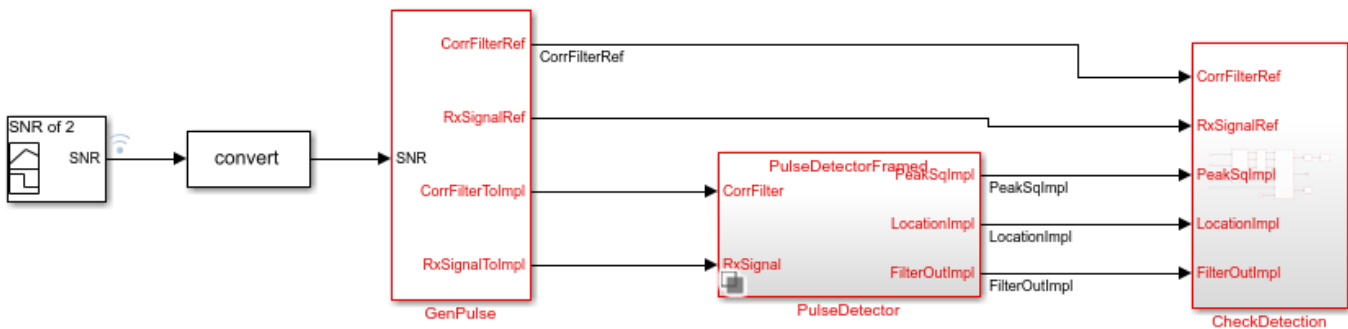 SNR of 2
SNR
convert
SNR
CorrFilterRef
RxSignalRef
CorrFilterToImpl
RxSignalToImpl
GenPulse
CorrFilterRef
PulseDetectorFramed
CorrFilter
RxSignal
PeakSqImpl
LocationImpl
FilterOutImpl
PulseDetector
PeakSqImpl
LocationImpl
FilterOutImpl
CorrFilterRef
RxSignalRef
PeakSqImpl
LocationImpl
FilterOutImpl
CheckDetection